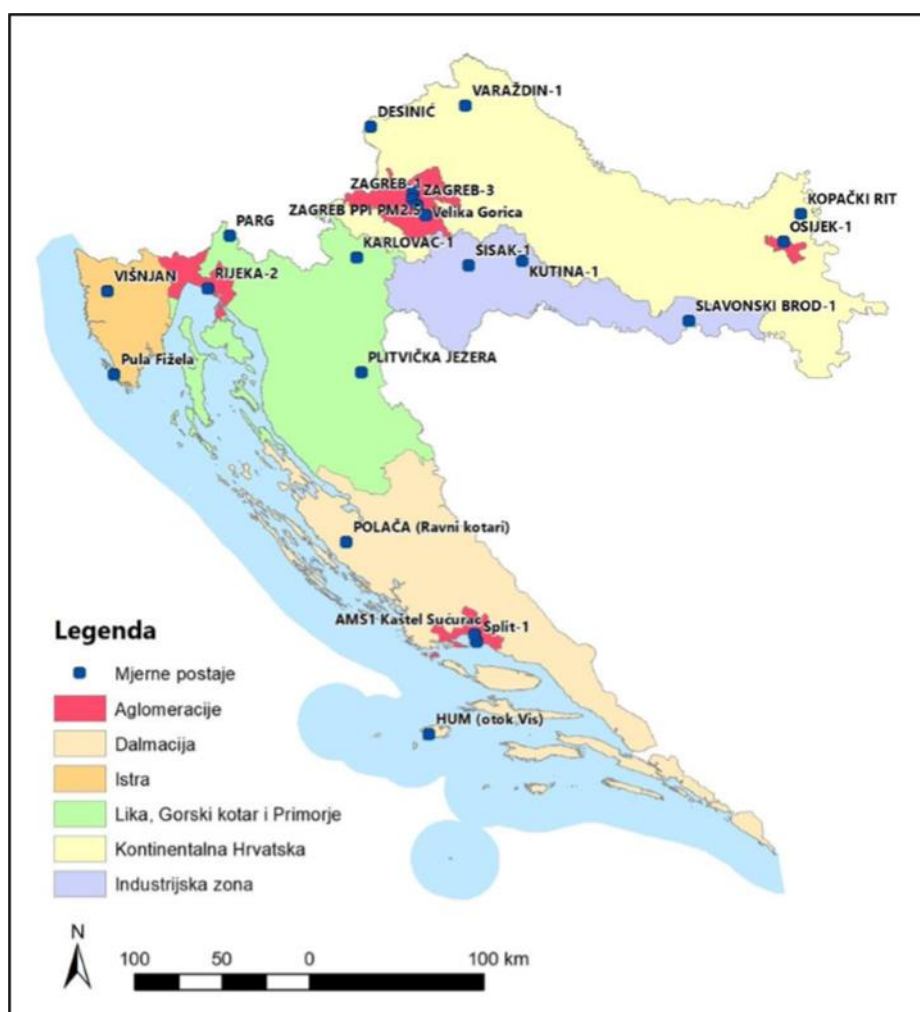 VARAŽDIN-1
DESINIĆ
ZAGREB-1
ZAGREB-3
ZAGREB PPI PM2.5
Velika Gorica
KOPAČKI RIT
OSIJEK-1
PARG
KARLOVAC-1
SISAK-1
KUTINA-1
VIŠNJAN
RIJEKA-2
SLAVONSKI BROD-1
Pula Fižela
PLITVIČKA JEZERA
POLAČA (Ravni kotari)
AMS1 Kaštel Sućurac
Split-1
HUM (otok Vis)
Legenda
Mjerne postaje
Aglomeracije
Dalmacija
Istra
Lika, Gorski kotar i Primorje
Kontinentalna Hrvatska
Industrijska zona
N
100 50 0 100 km